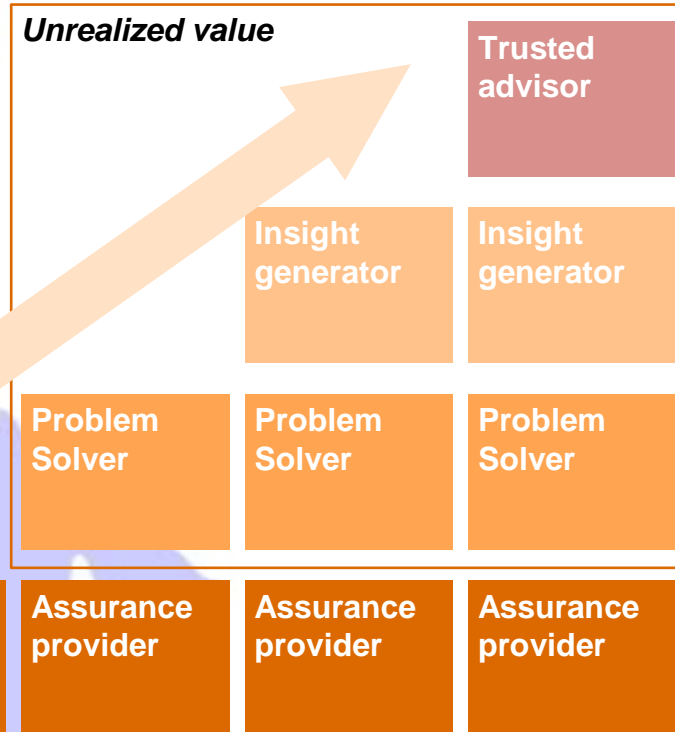 Unrealized value
Trusted
advisor
Insight
generator
Insight
generator
Problem
Solver
Problem
Solver
Problem
Solver
Assurance
provider
Assurance
provider
Assurance
provider